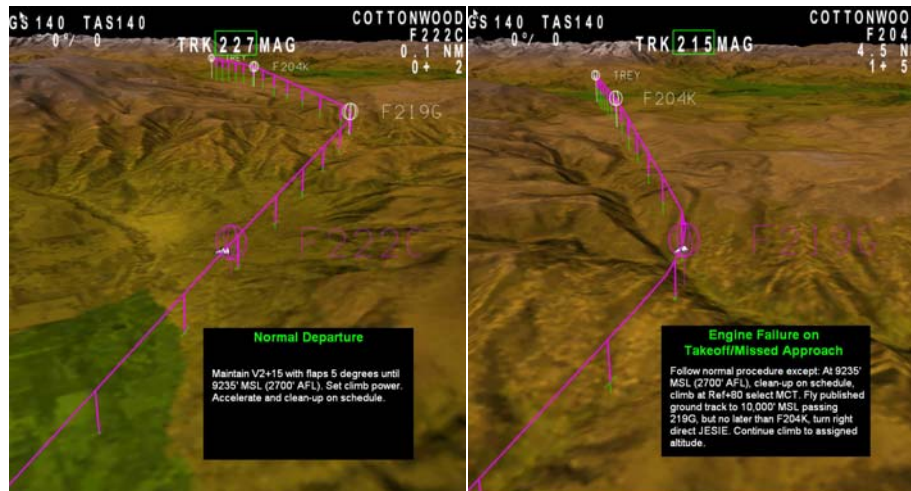 GS 140 TAS140
0°/ 0
TRK 227 MAG
COTTONWOOD
F222C
0.1 NM
0+ 2
TREY
F204K
F219G
F222C
Normal Departure
Maintain V2+15 with flaps 5 degrees until
9235' MSL (2700' AFL). Set climb power.
Accelerate and clean-up on schedule.
GS 140 TAS140
0°/ 0
TRK 215 MAG
COTTONWOO
F204
4.5 N
1+ 5
TREY
F204K
F219G
Engine Failure on
Takeoff/Missed Approach
Follow normal procedure except: At 9235'
MSL (2700' AFL), clean-up on schedule,
climb at Ref+80 select MCT. Fly published
ground track to 10,000' MSL passing
219G, but no later than F204K, turn right
direct JESIE. Continue climb to assigned
altitude.